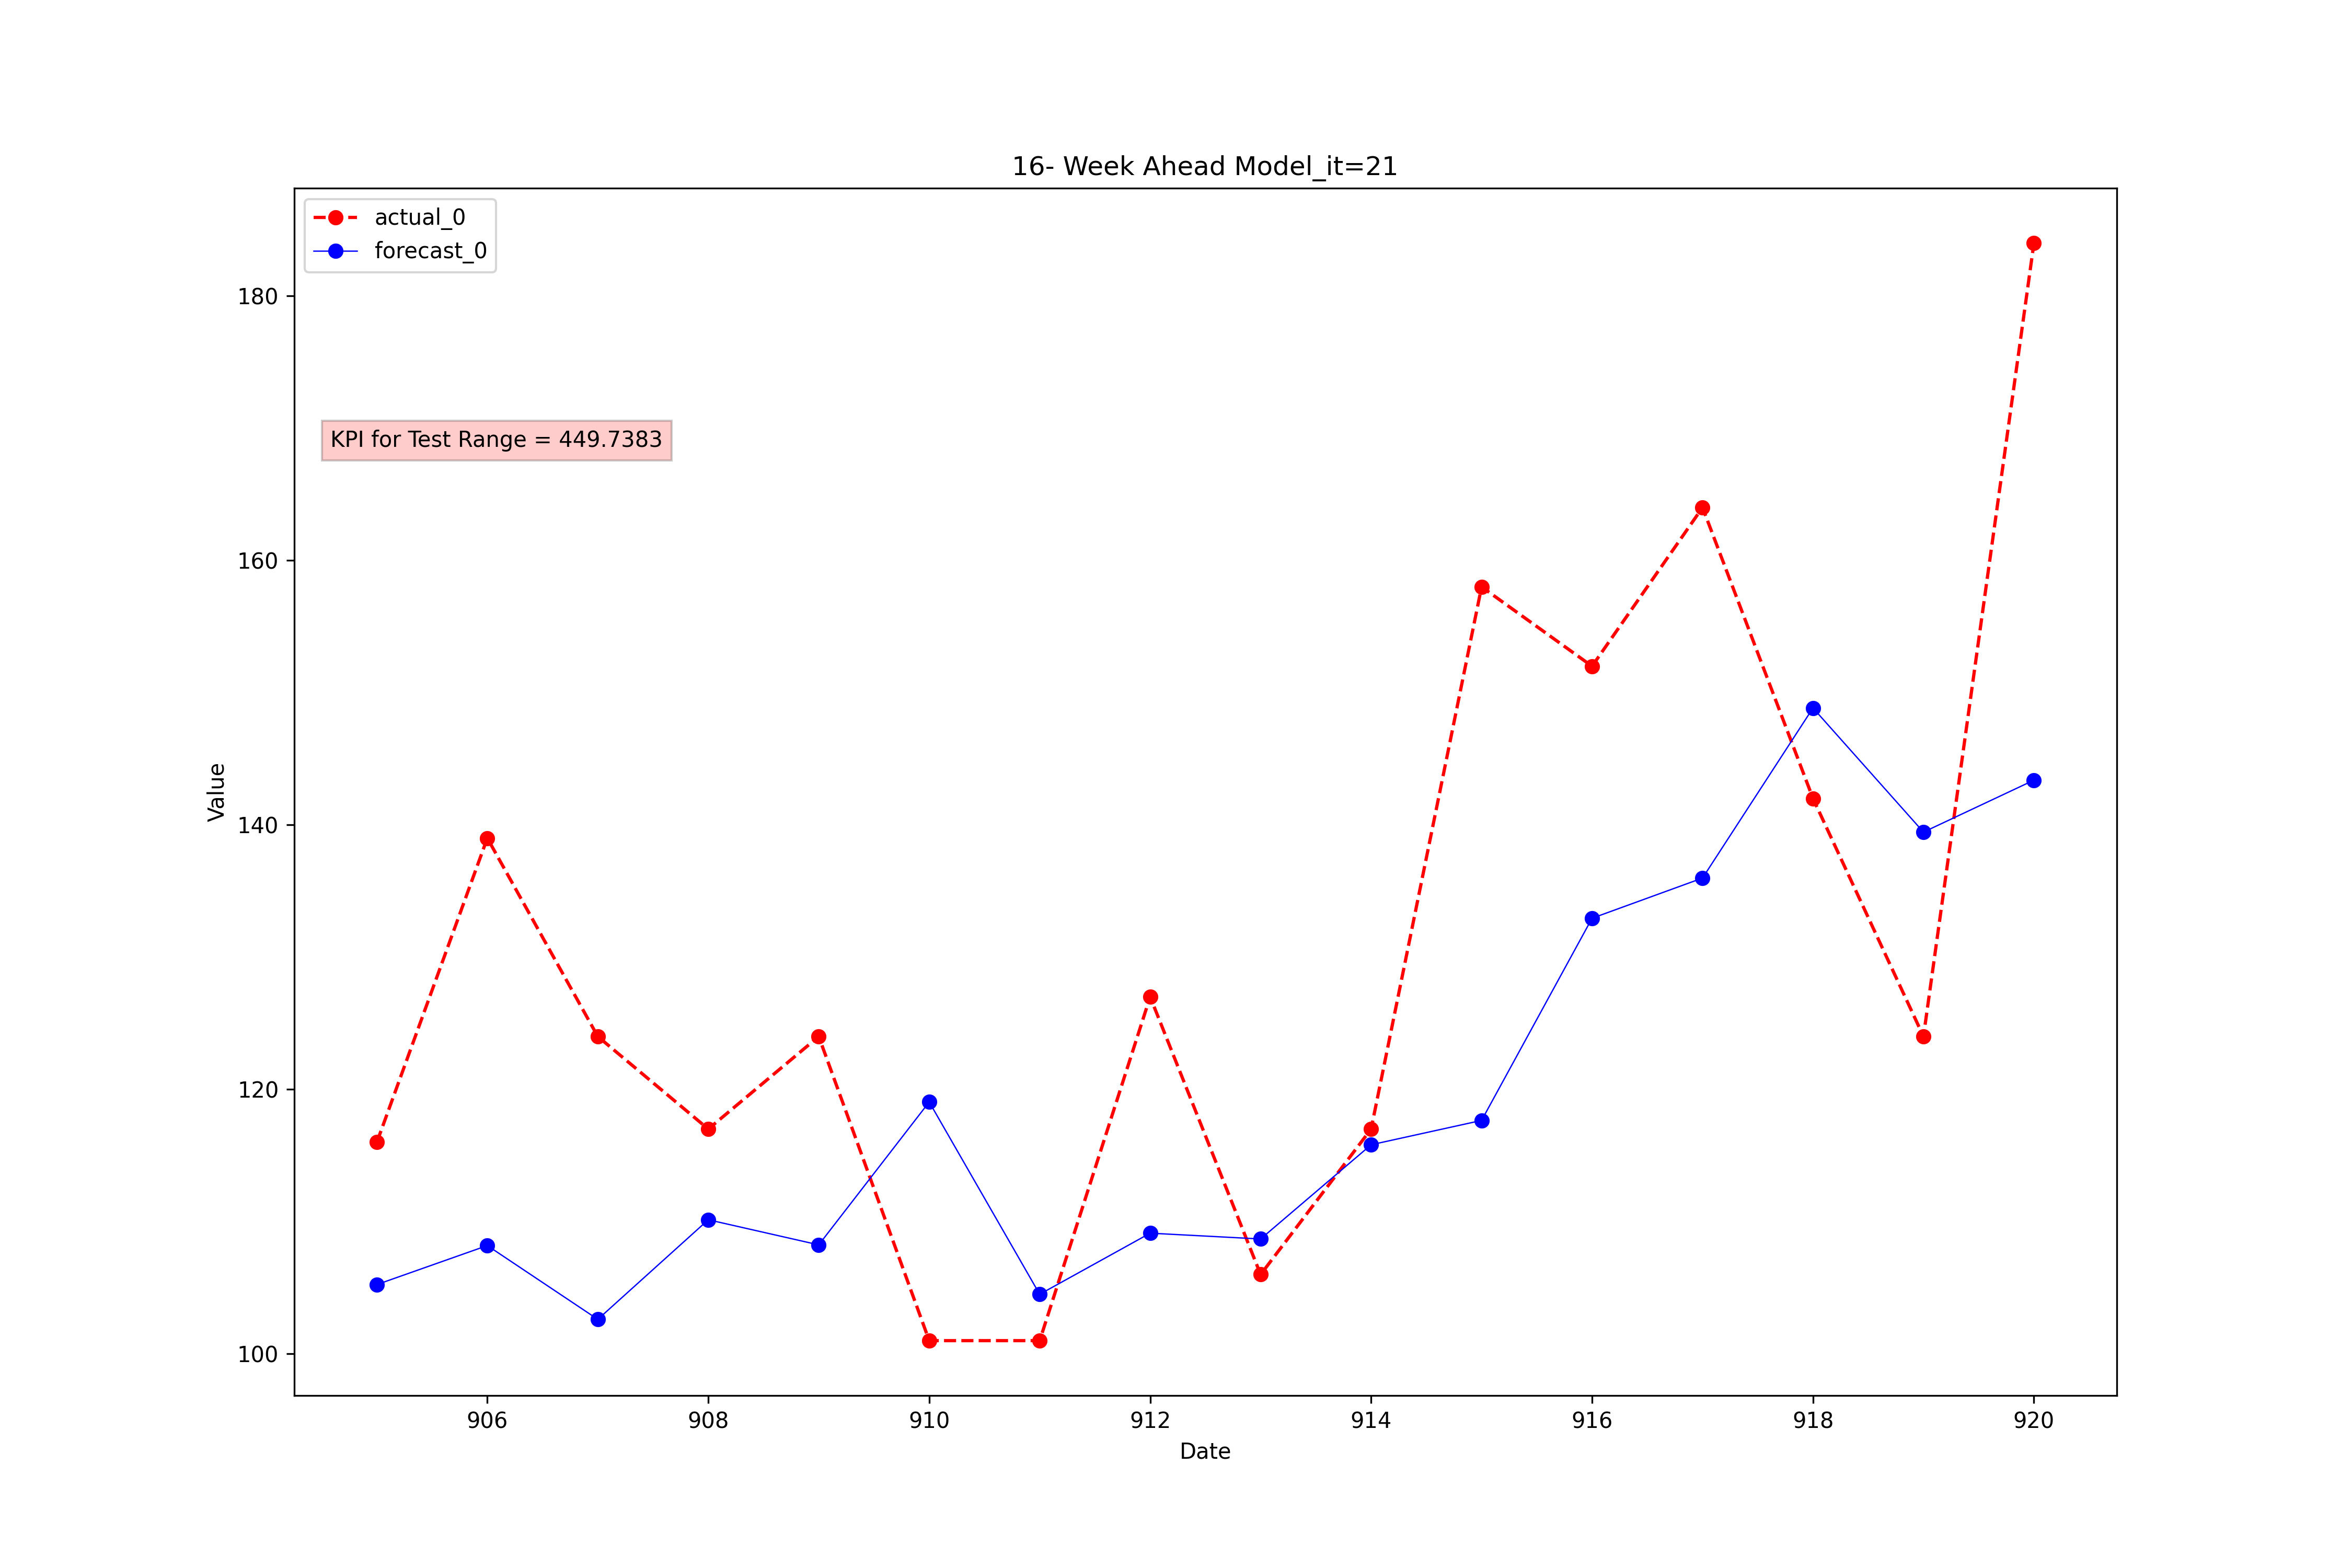 16- Week Ahead Model_it=21
actual_0
forecast_0
KPI for Test Range = 449.7383
Value
180
160
140
120
100
906 908 910 912 914 916 918 920
Date